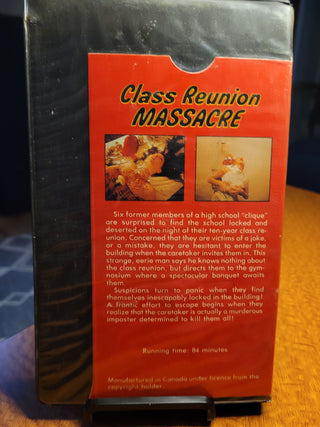 Class Reunion
MASSACRE
Six former members of a high school "clique"
are surprised to find the school locked and
deserted on the night of their ten-year class re-
union. Concerned that they are victims of a joke,
or a mistake, they are hesitant to enter the
building when the caretaker invites them in. This
strange, eerie man says he knows nothing about
the class reunion, but directs them to the gym-
nasium where a spectacular banquet awaits
them.
Suspicions turn to panic when they find
themselves inescapably locked in the building!
A frantic effort to escape begins when they
realize that the caretaker is actually a murderous
imposter determined to kill them all!
Running time: 84 minutes
Manufactured in Canada under licence from the
copyright holder.